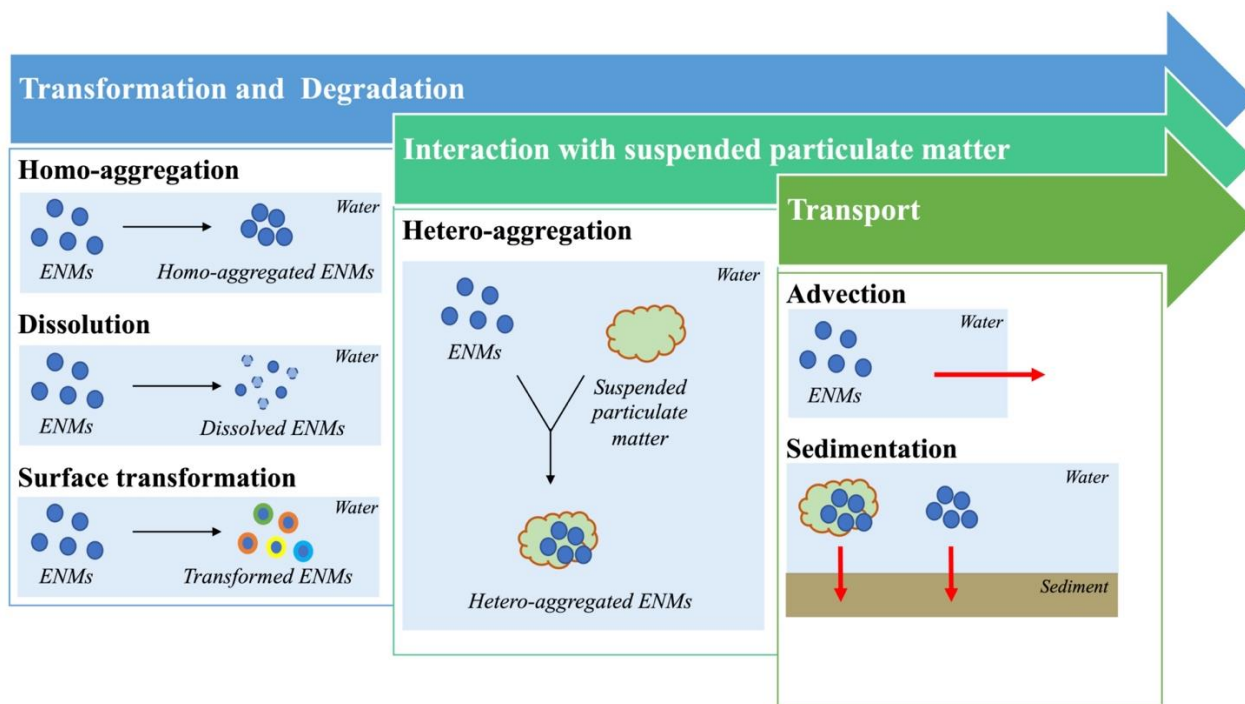 Transformation and Degradation
Interaction with suspended particulate matter
Transport
Homo-aggregation
Water
ENMs
Homo-aggregated ENMs
Dissolution
Water
ENMs
Dissolved ENMs
Surface transformation
Water
ENMs
Transformed ENMs
Hetero-aggregation
Water
ENMs
Suspended
particulate
matter
Hetero-aggregated ENMs
Advection
Water
ENMs
Sedimentation
Water
Sediment